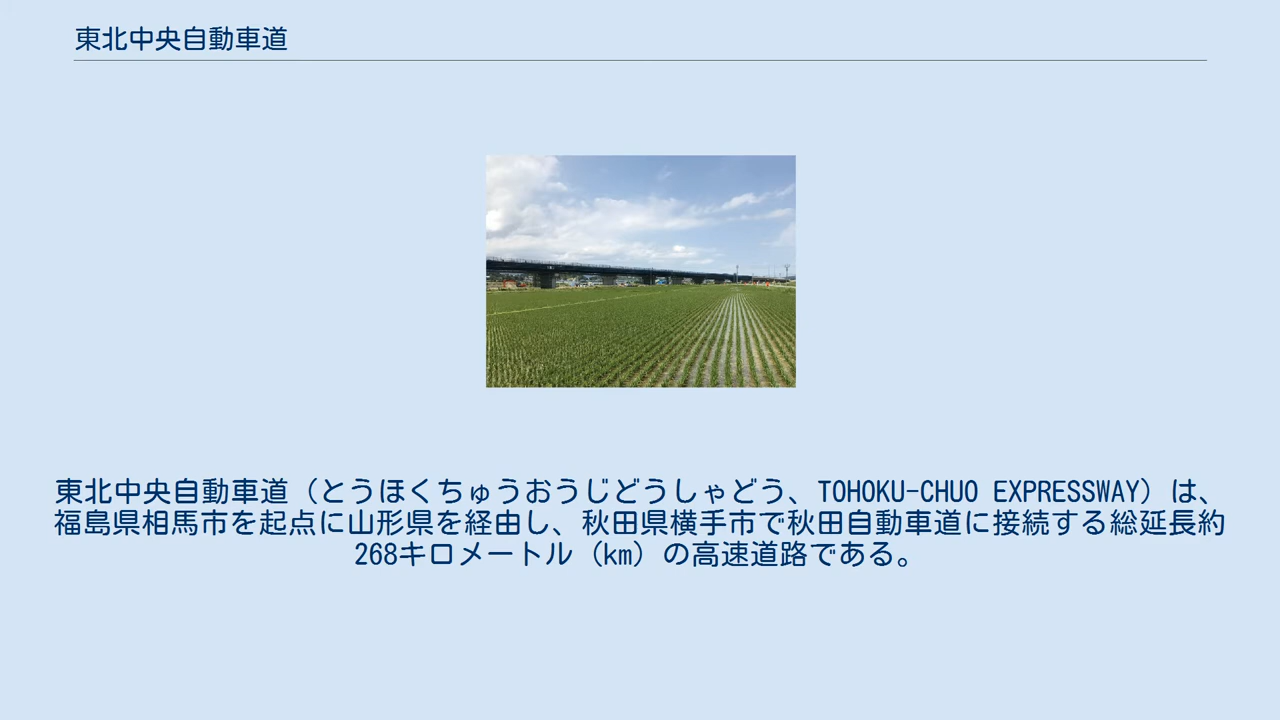 東北中央自動車道
東北中央自動車道（とうほくちゅうおうじどうしゃどう、TOHOKU-CHUO EXPRESSWAY）は、
福島県相馬市を起点に山形県を経由し、秋田県横手市で秋田自動車道に接続する総延長約
268キロメートル（km）の高速道路である。